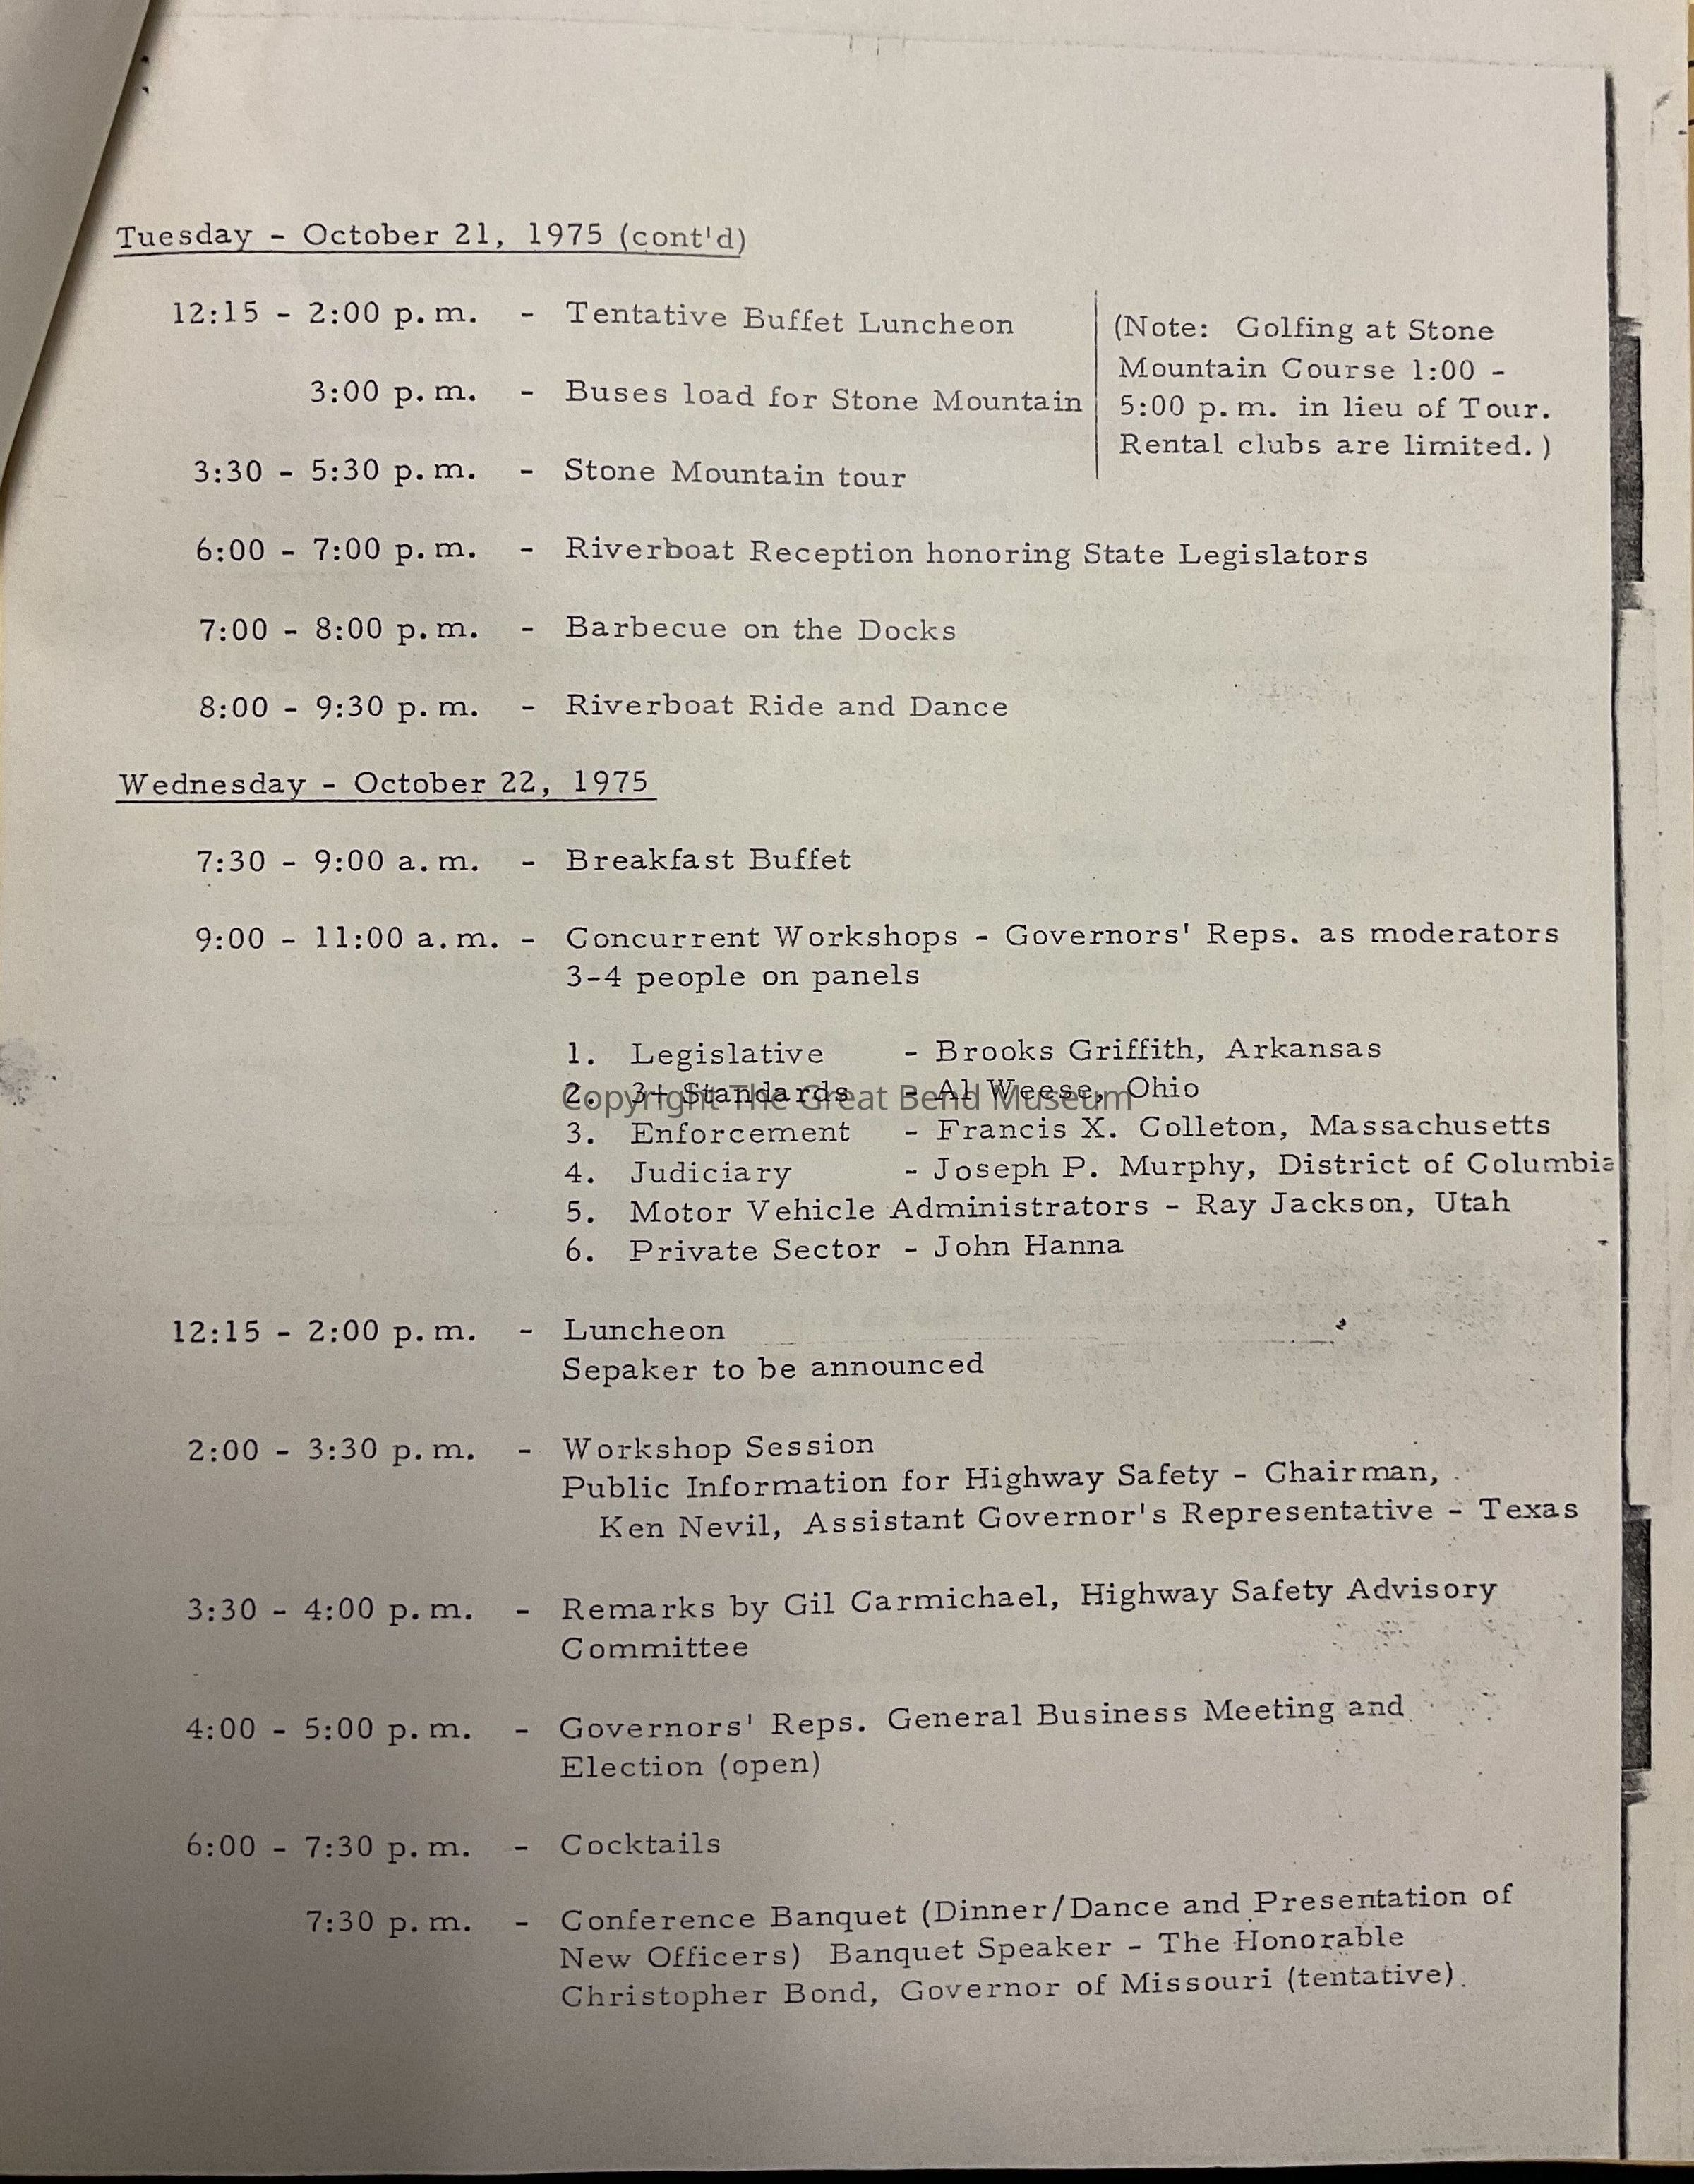 Tuesday - October 21, 1975 (cont'd)
12:15 - 2:00 p.m. - Tentative Buffet Luncheon
3:00 p.m. - Buses load for Stone Mountain
3:30 - 5:30 p.m. - Stone Mountain tour
(Note: Golfing at Stone
Mountain Course 1:00 -
5:00 p.m. in lieu of Tour.
Rental clubs are limited.)
6:00 - 7:00 p.m. - Riverboat Reception honoring State Legislators
7:00 - 8:00 p.m. - Barbecue on the Docks
8:00 - 9:30 p.m. - Riverboat Ride and Dance
Wednesday - October 22, 1975
7:30 - 9:00 a.m. - Breakfast Buffet
9:00 - 11:00 a.m. - Concurrent Workshops - Governors' Reps. as moderators
3-4 people on panels
1. Legislative - Brooks Griffith, Arkansas
2. 3+ Standards - Al Weese, Ohio
Copyright The Great Bend Museum
3. Enforcement - Francis X. Colleton, Massachusetts
4. Judiciary - Joseph P. Murphy, District of Columbia
5. Motor Vehicle Administrators - Ray Jackson, Utah
6. Private Sector - John Hanna
12:15 - 2:00 p.m. - Luncheon
Sepaker to be announced
2:00 - 3:30 p.m. - Workshop Session
Public Information for Highway Safety - Chairman,
Ken Nevil, Assistant Governor's Representative - Texas
3:30 - 4:00 p.m. - Remarks by Gil Carmichael, Highway Safety Advisory
Committee
4:00 - 5:00 p.m. - Governors' Reps. General Business Meeting and
Election (open)
6:00 - 7:30 p.m. - Cocktails
7:30 p.m. - Conference Banquet (Dinner/Dance and Presentation of
New Officers) Banquet Speaker - The Honorable
Christopher Bond, Governor of Missouri (tentative).